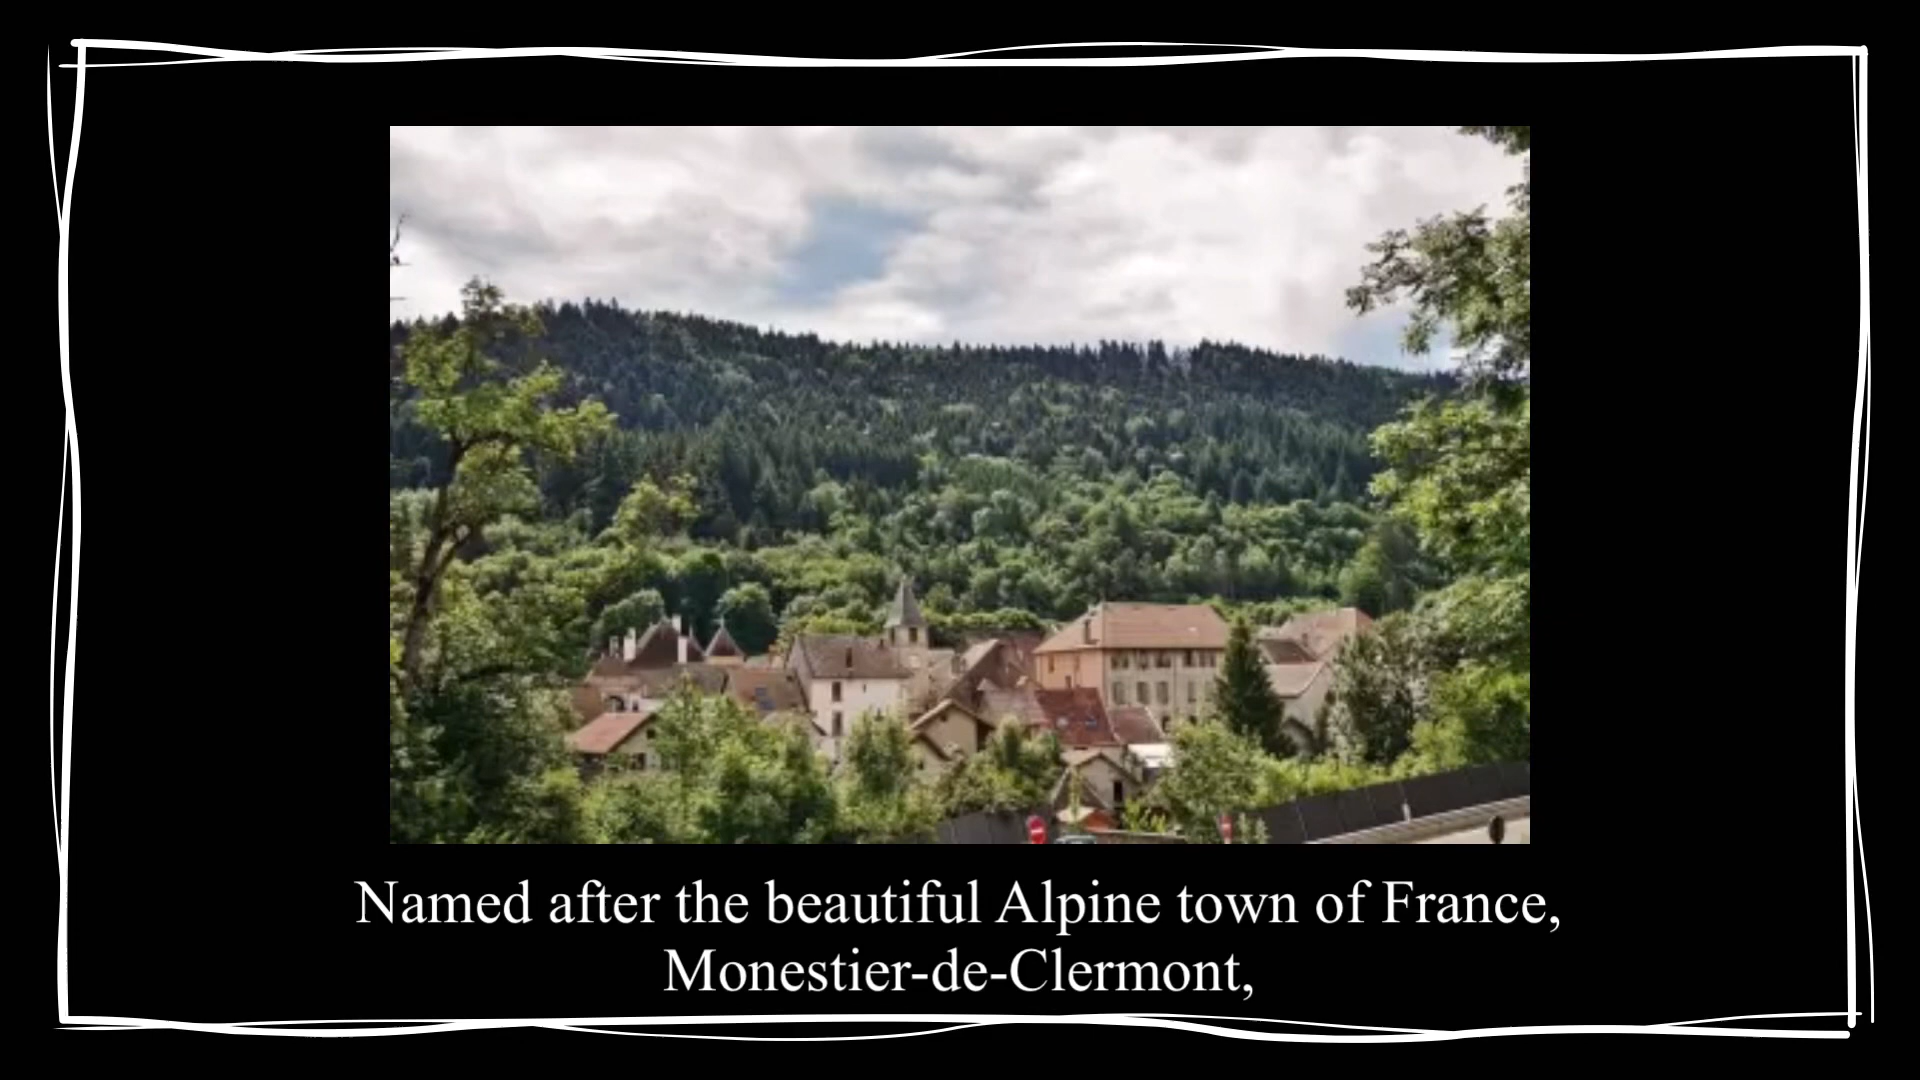 Named after the beautiful Alpine town of France,
Monestier-de-Clermont,